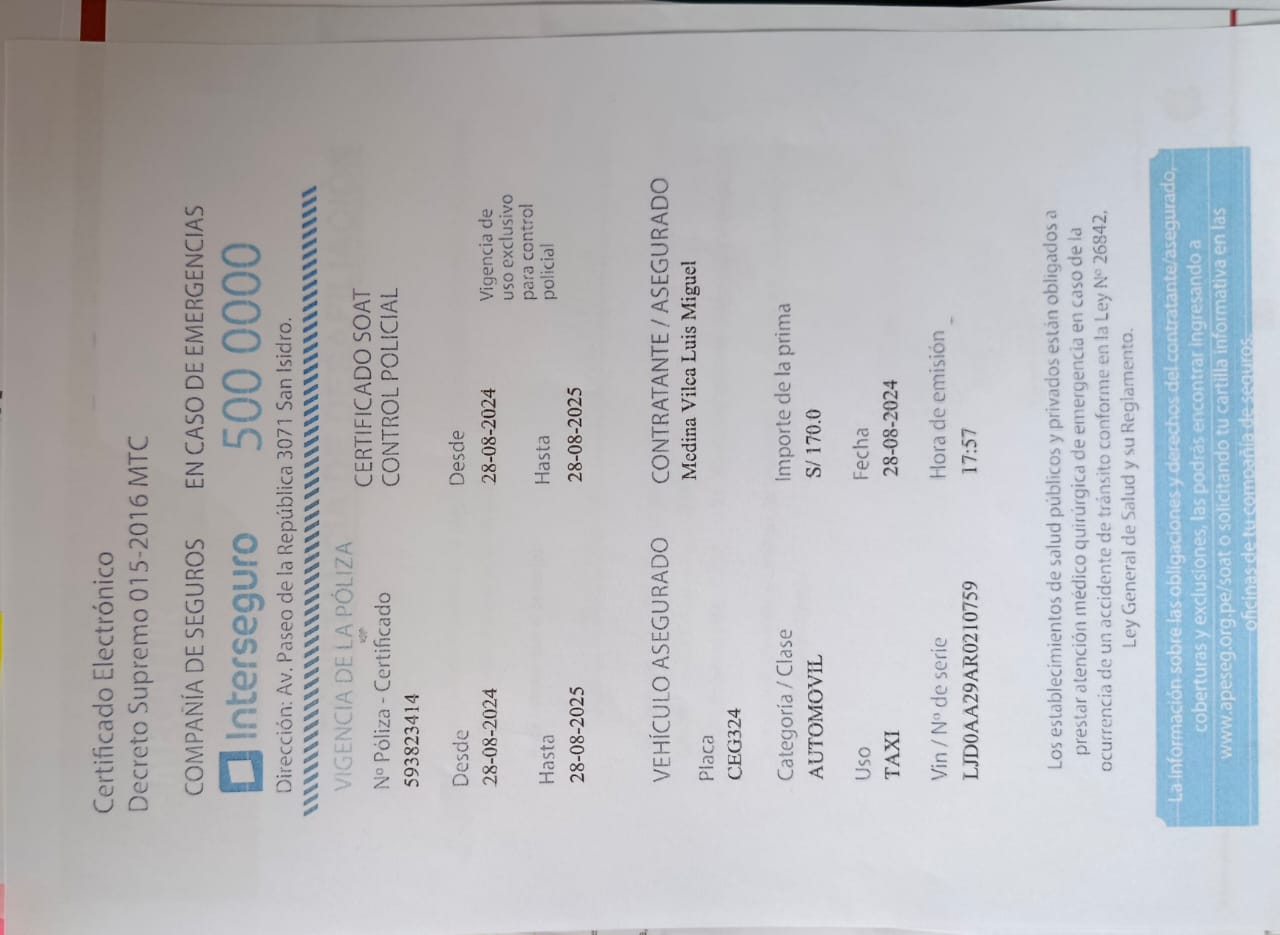 Certificado Electrónico
Decreto Supremo 015-2016 MTC
COMPAÑÍA DE SEGUROS
EN CASO DE EMERGENCIAS
Interseguro
500 0000
Dirección: Av. Paseo de la República 3071 San Isidro.
VIGENCIA DE LA PÓLIZA
Nº Póliza - Certificado
593823414
Desde
28-08-2024
Hasta
28-08-2025
CERTIFICADO SOAT
CONTROL POLICIAL
Desde
28-08-2024
Hasta
28-08-2025
Vigencia de
uso exclusivo
para control
policial
VEHÍCULO ASEGURADO
Placa
CEG324
Categoría / Clase
AUTOMOVIL
Uso
TAXI
Vin / Nº de serie
LJD0AA29AR0210759
CONTRATANTE / ASEGURADO
Medina Vilca Luis Miguel
Importe de la prima
S/ 170.0
Fecha
28-08-2024
Hora de emisión
17:57
Los establecimientos de salud públicos y privados están obligados a
prestar atención médico quirúrgica de emergencia en caso de la
ocurrencia de un accidente de tránsito conforme en la Ley Nº 26842,
Ley General de Salud y su Reglamento.
La información sobre las obligaciones y derechos del contratante/asegurado,
coberturas y exclusiones, las podrás encontrar ingresando a
www.apeseg.org.pe/soat o solicitando tu cartilla informativa en las
oficinas de tu compañía de seguros.